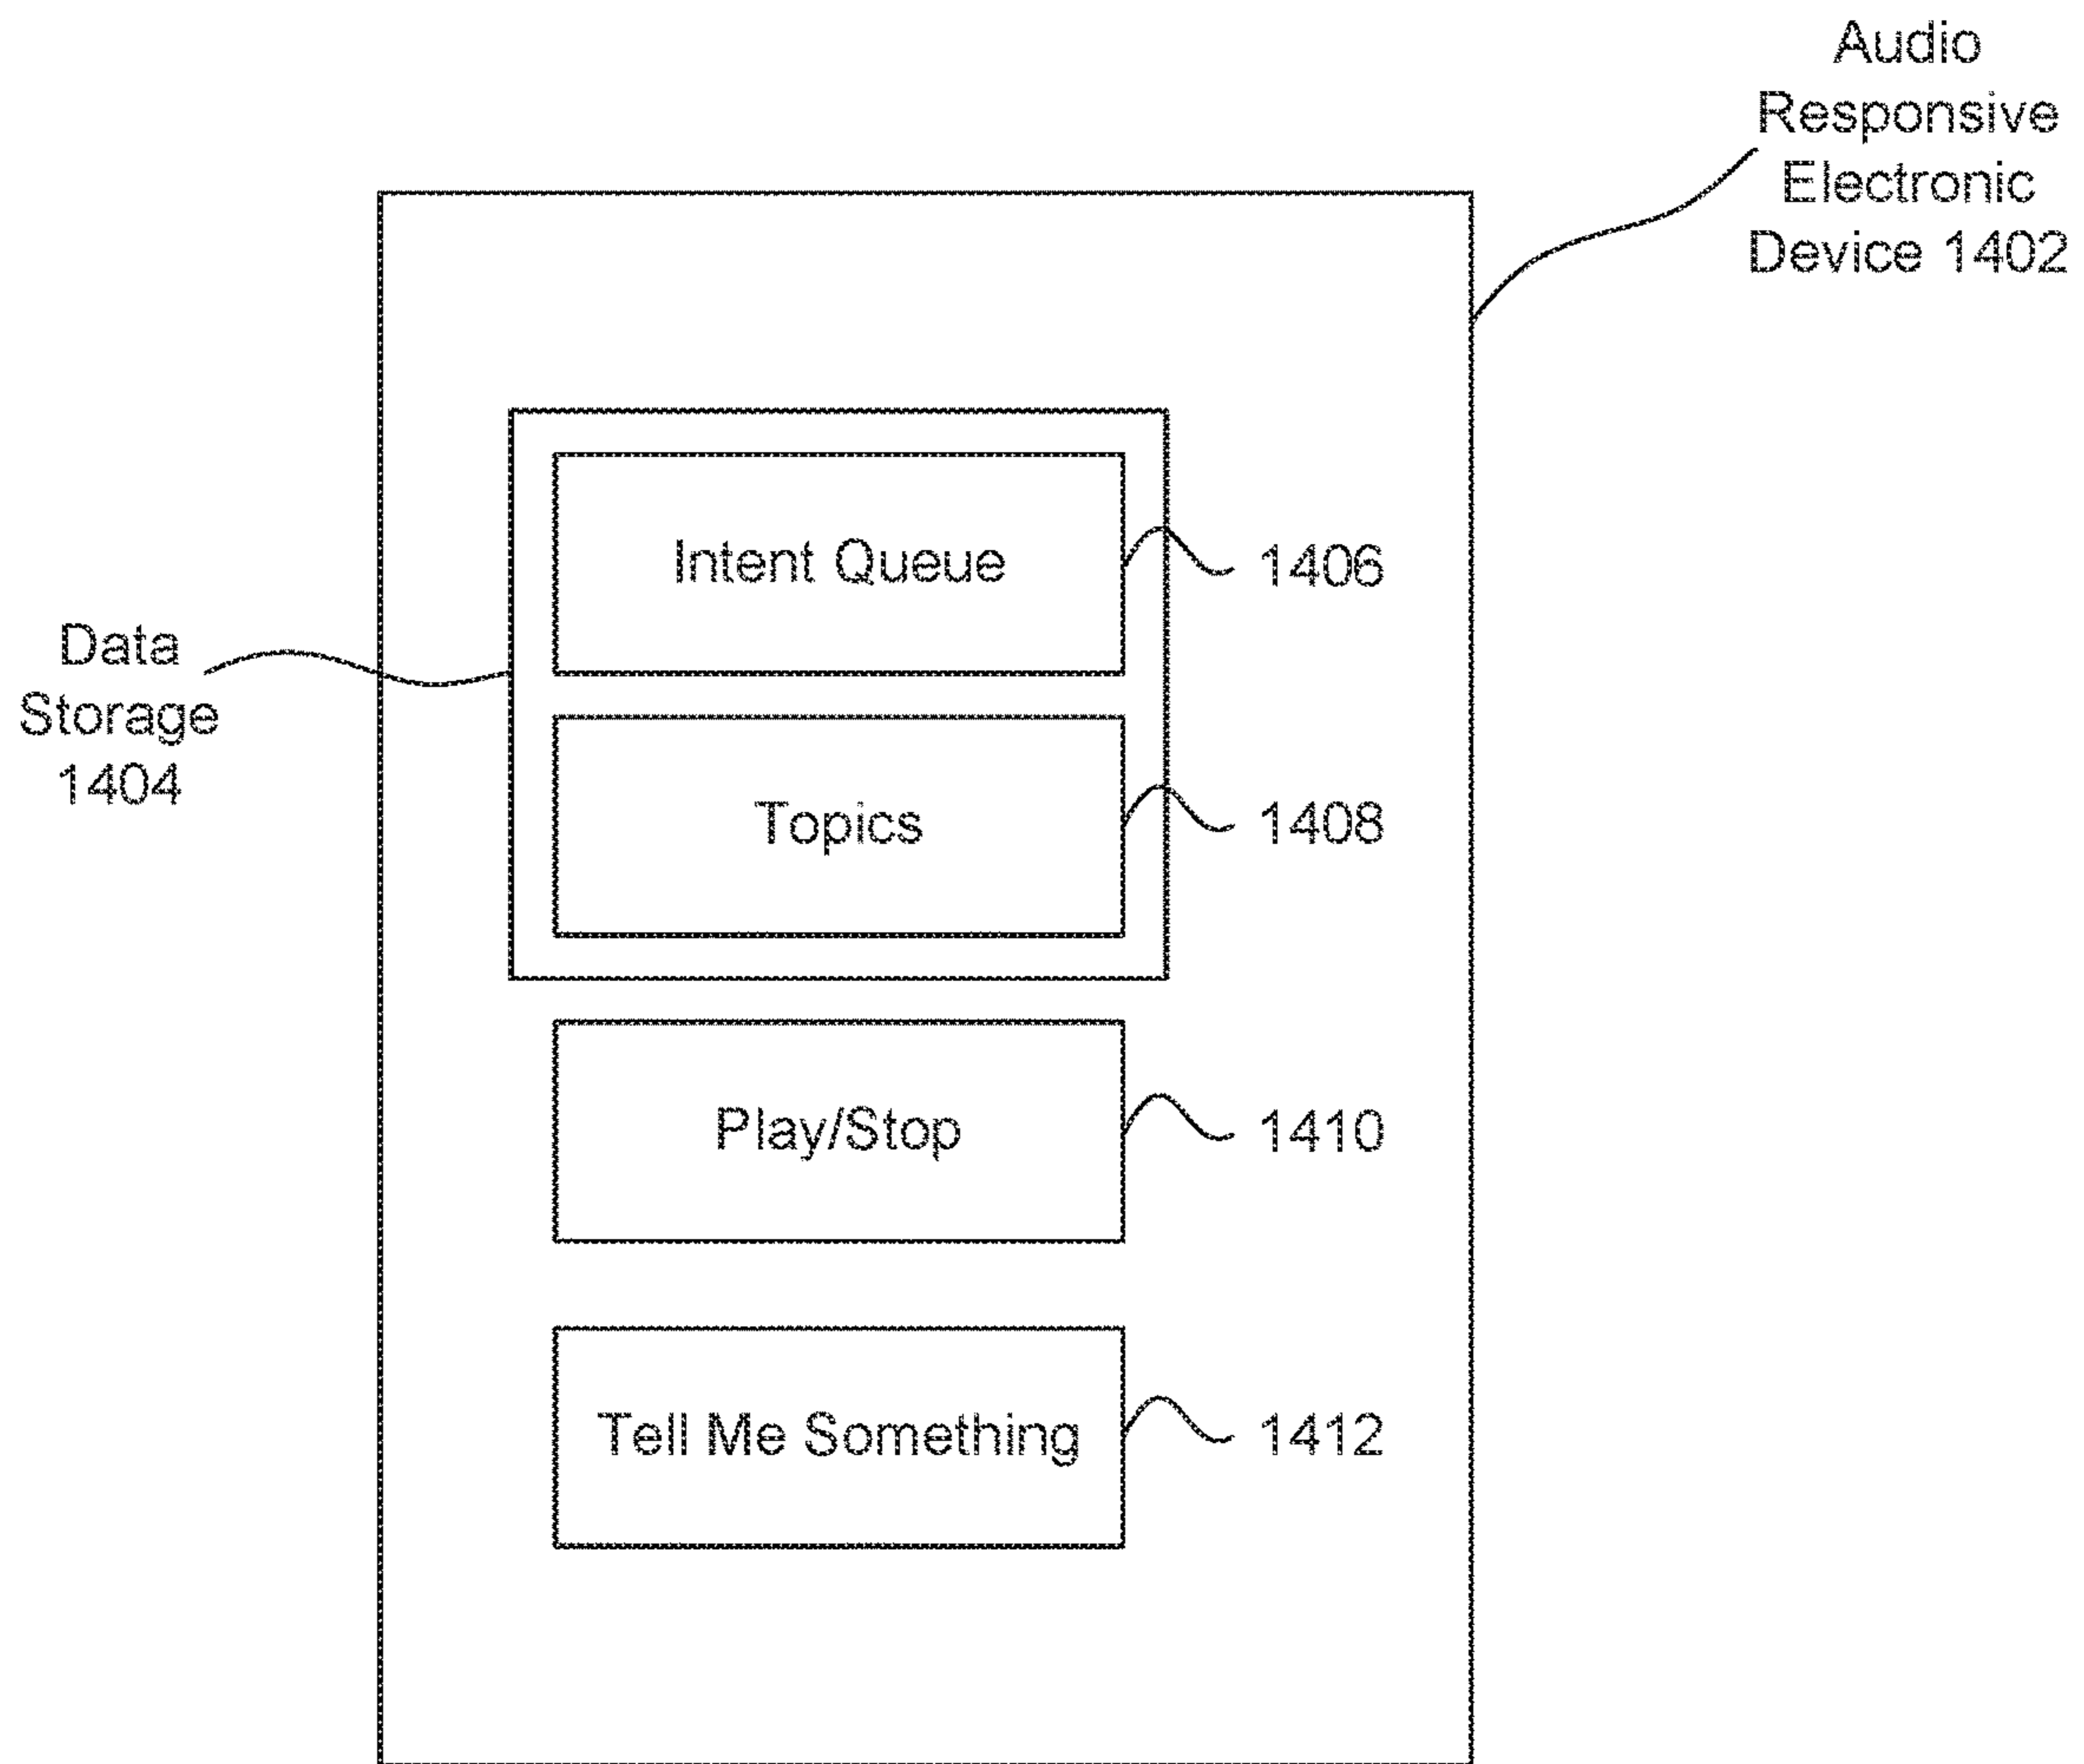 Audio
Responsive
Electronic
Device 1402
Intent Queue
1406
Data
Storage
1404
Topics
1408
Play/Stop
1410
Tell Me Something
1412